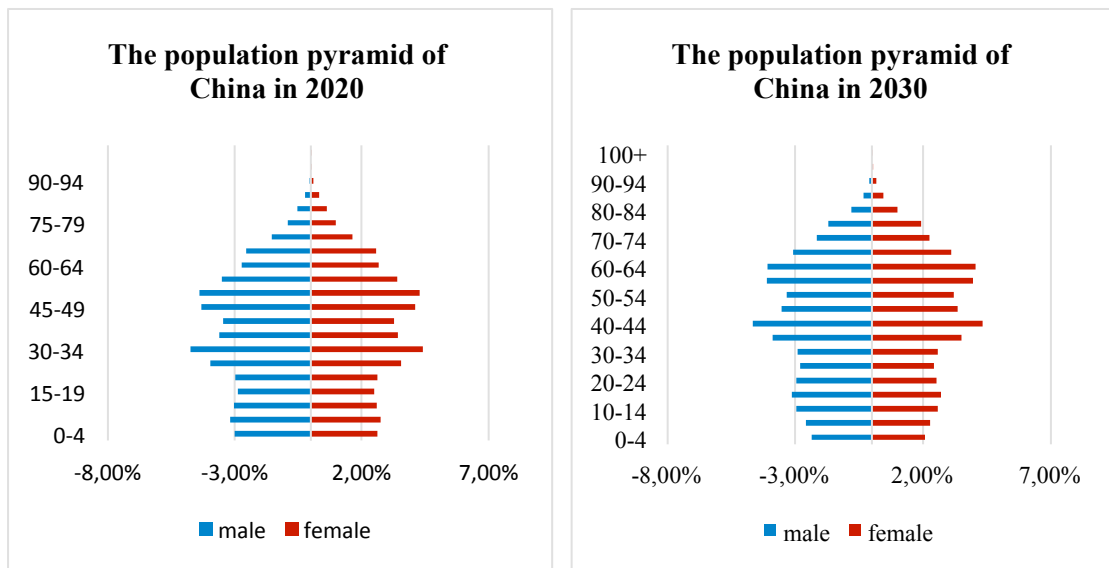 The population pyramid of
China in 2020
90-94
75-79
60-64
45-49
30-34
15-19
0-4
-8,00% -3,00% 2,00% 7,00%
male female
The population pyramid of
China in 2030
100+
90-94
80-84
70-74
60-64
50-54
40-44
30-34
20-24
10-14
0-4
-8,00% -3,00% 2,00% 7,00%
male female